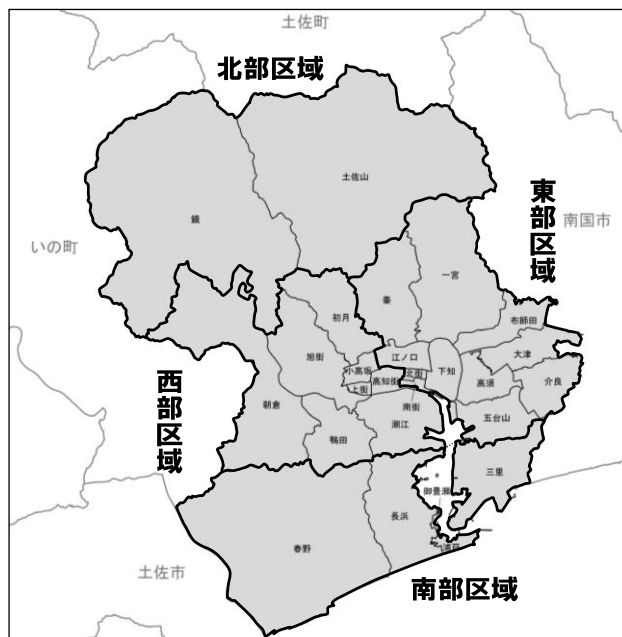 土佐町
北部区域
土佐山
鏡
東部区域
南国市
いの町
一宮
秦
初月
布師田
旭街
江ノ口
大津
小高坂
北街
下知
高知街
上街
高須
介良
西部区域
朝倉
南街
潮江
五台山
鴨田
三里
御畳瀬
長浜
春野
浦戸
土佐市
南部区域